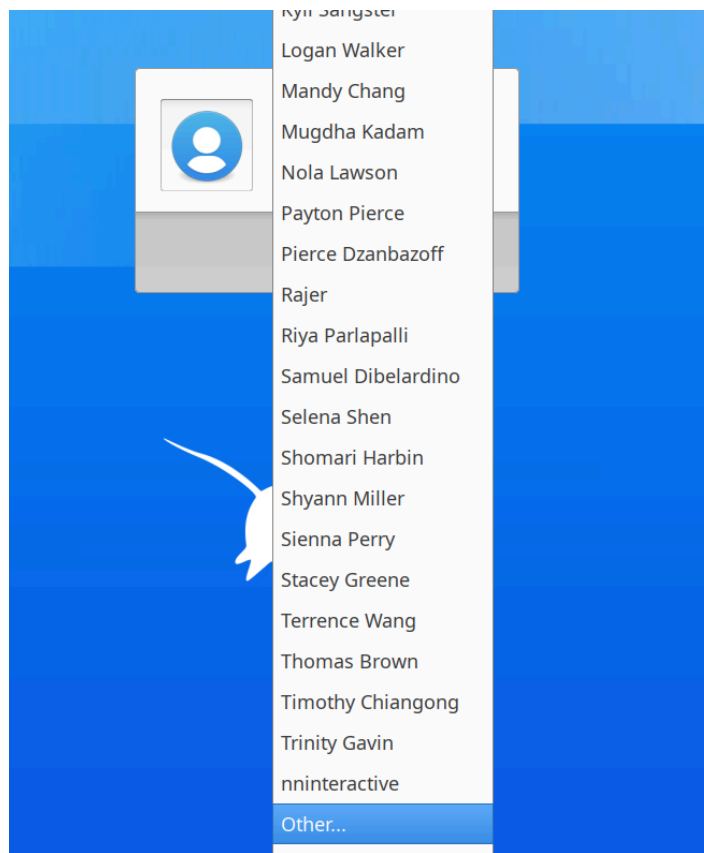 Logan Walker
Mandy Chang
Mugdha Kadam
Nola Lawson
Payton Pierce
Pierce Dzanbazoff
Rajer
Riya Parlapalli
Samuel Dibelardino
Selena Shen
Shomari Harbin
Shyann Miller
Sienna Perry
Stacey Greene
Terrence Wang
Thomas Brown
Timothy Chiangong
Trinity Gavin
nninteractive
Other...